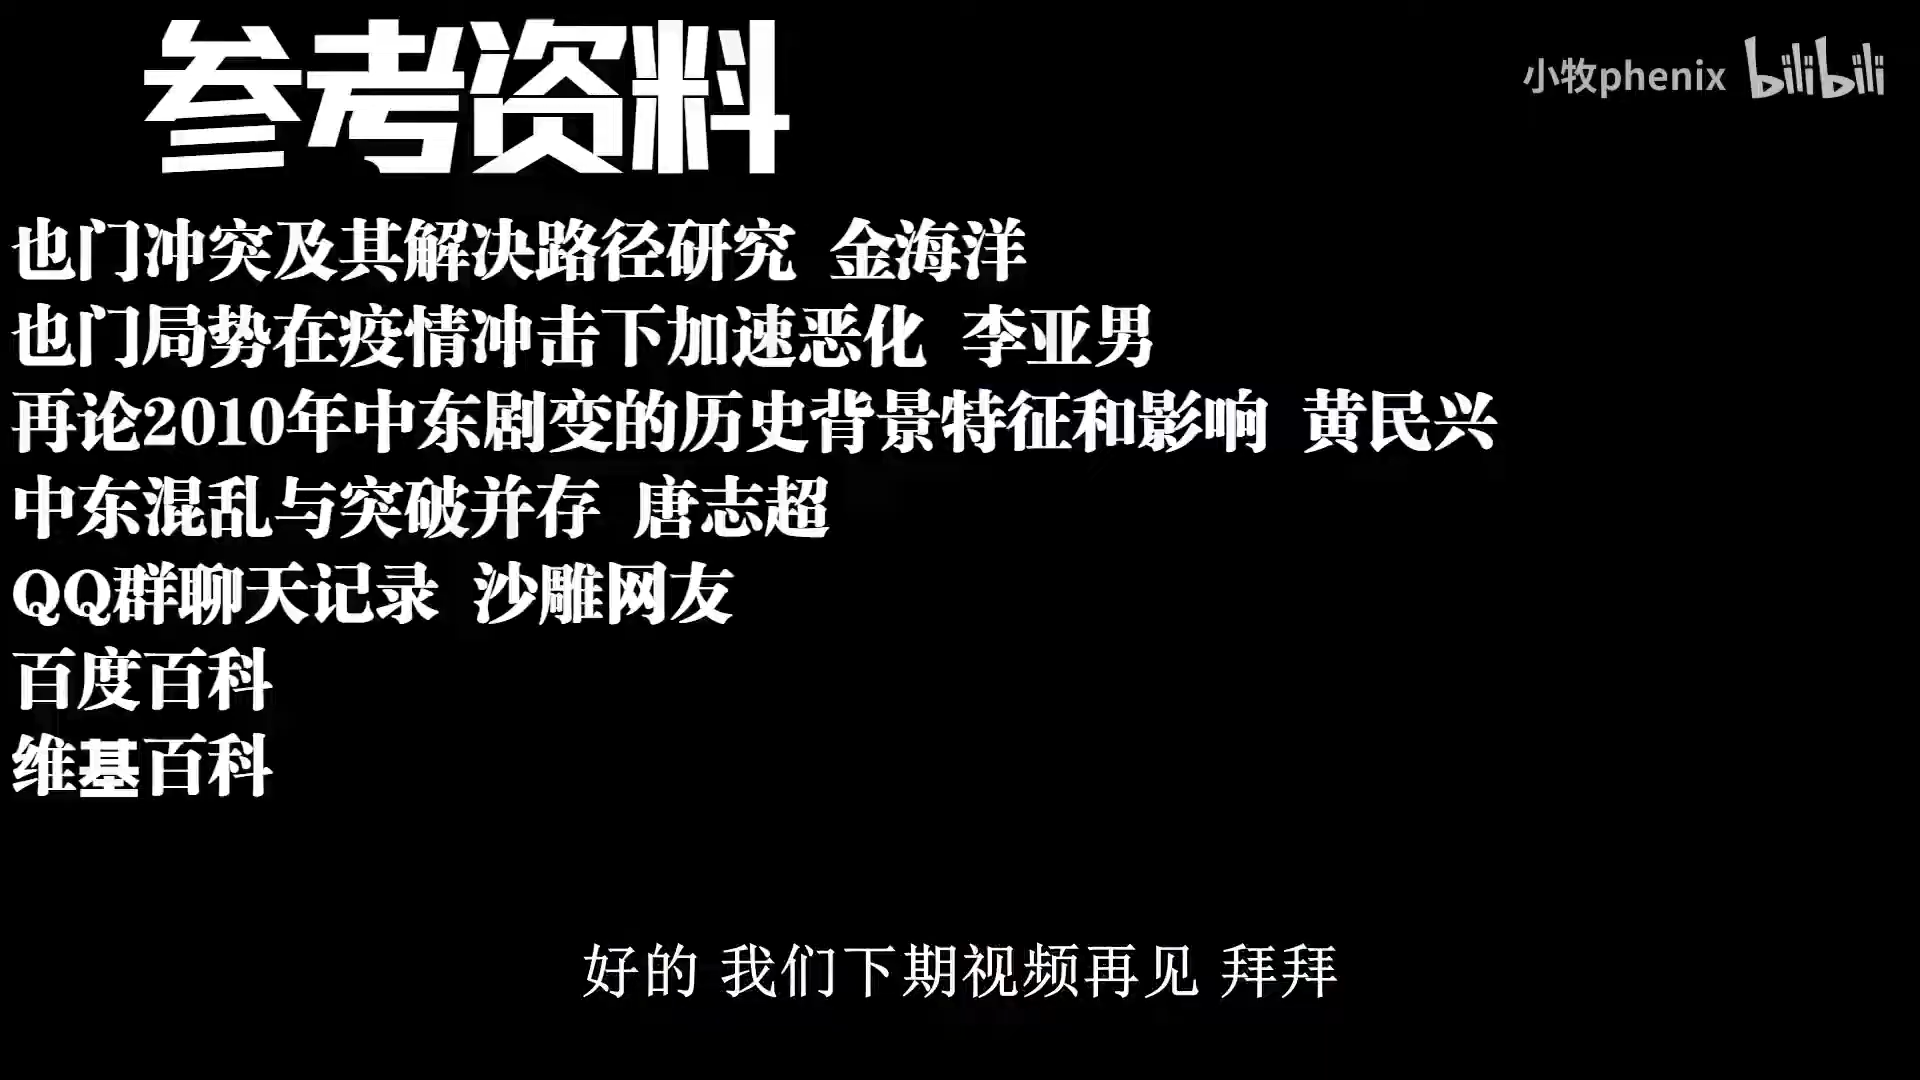 参考资料
小牧phenix bilibili
也门冲突及其解决路径研究 金海洋
也门局势在疫情冲击下加速恶化 李亚男
再论2010年中东剧变的历史背景特征和影响 黄民兴
中东混乱与突破并存 唐志超
QQ群聊天记录 沙雕网友
百度百科
维基百科
好的 我们下期视频再见 拜拜